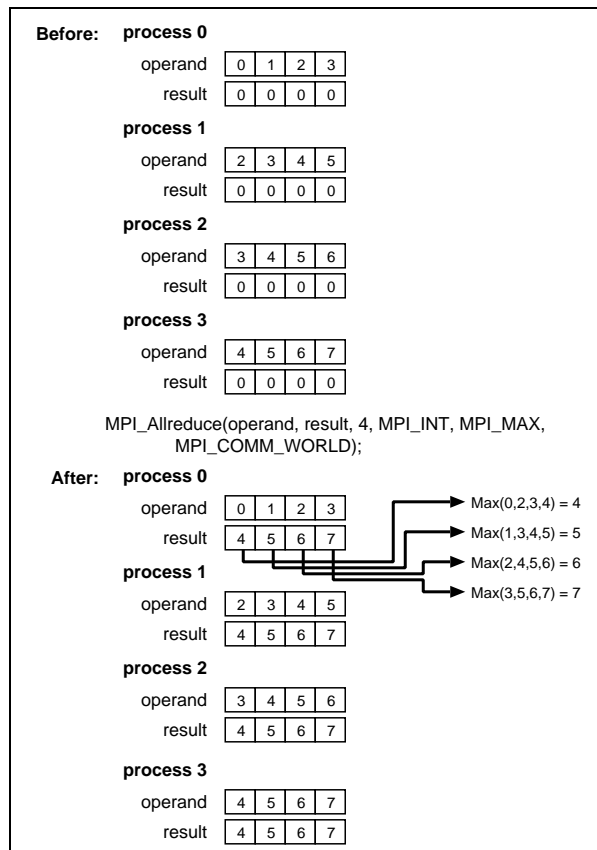 Before: process 0
operand 0 1 2 3
result 0 0 0 0
process 1
operand 2 3 4 5
result 0 0 0 0
process 2
operand 3 4 5 6
result 0 0 0 0
process 3
operand 4 5 6 7
result 0 0 0 0
MPI_Allreduce(operand, result, 4, MPI_INT, MPI_MAX,
MPI_COMM_WORLD);
After: process 0
operand 0 1 2 3 Max(0,2,3,4) = 4
result 4 5 6 7 Max(1,3,4,5) = 5
Max(2,4,5,6) = 6
process 1
Max(3,5,6,7) = 7
operand 2 3 4 5
result 4 5 6 7
process 2
operand 3 4 5 6
result 4 5 6 7
process 3
operand 4 5 6 7
result 4 5 6 7